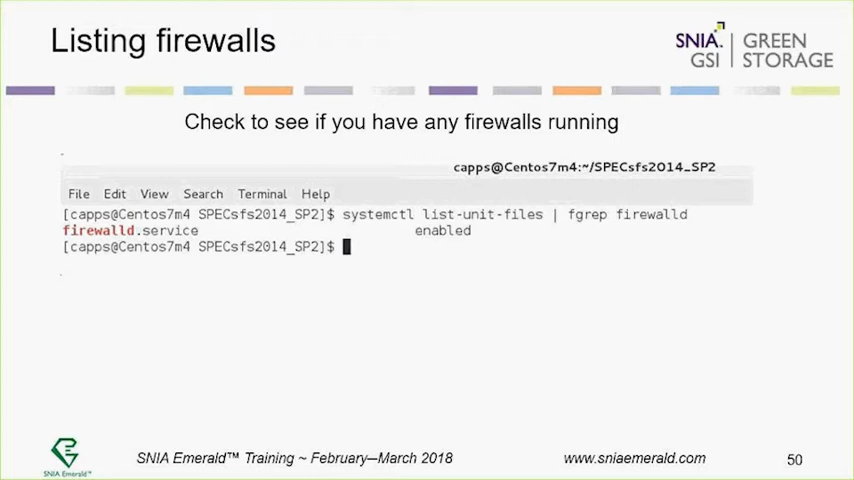 Listing firewalls
SNIA. GREEN
GSI STORAGE
Check to see if you have any firewalls running
capps@Centos7m4:~/SPECsfs2014_SP2
File Edit View Search Terminal Help
[capps@Centos7m4 SPECsfs2014_SP2]$ systemctl list-unit-files | fgrep firewalld
firewalld.service enabled
[capps@Centos7m4 SPECsfs2014_SP2]$
SNIA Emerald™
SNIA Emerald™ Training ~ February—March 2018
www.sniaemerald.com
50